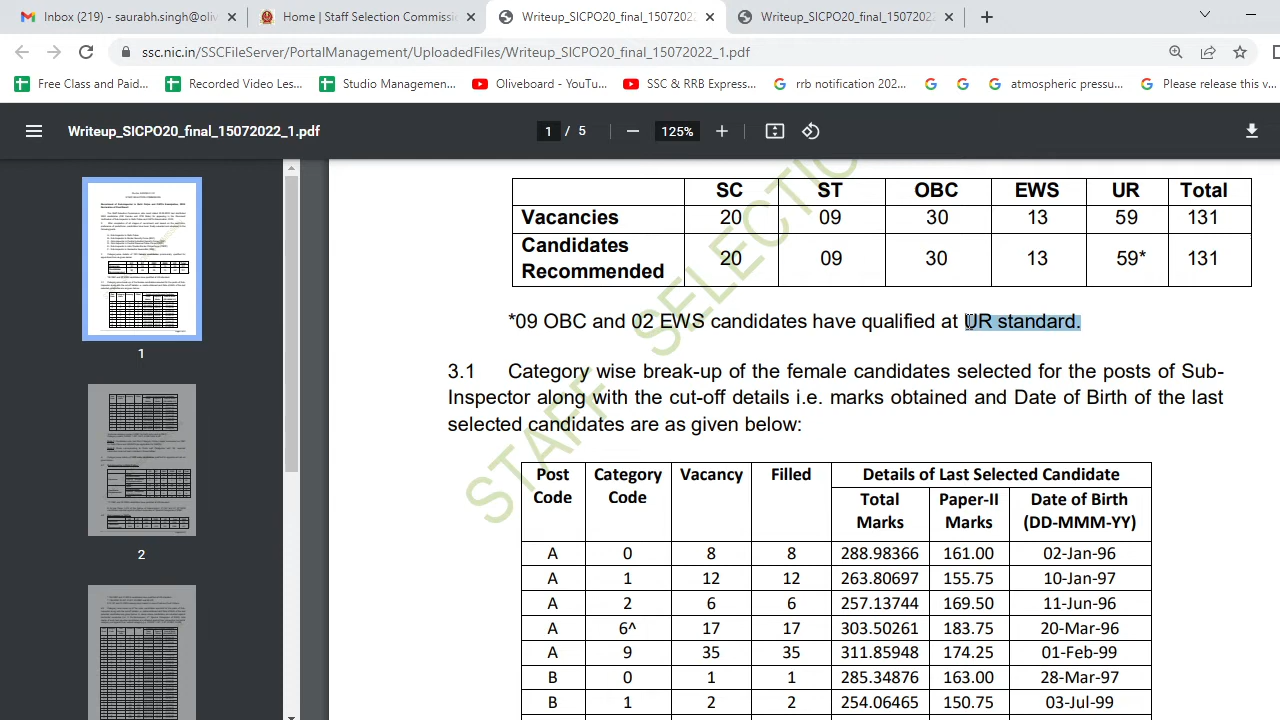 Inbox (219) - saurabh.singh@oliv
Home | Staff Selection Commissi
Writeup_SICPO20_final_1507202
Writeup_SICPO20_final_15072022
ssc.nic.in/SSCFileServer/PortalManagement/UploadedFiles/Writeup_SICPO20_final_15072022_1.pdf
Free Class and Paid...
Recorded Video Les...
Studio Managemen...
Oliveboard - YouTu...
SSC & RRB Express...
rrb notification 202...
atmospheric pressu...
Please release this v...
Writeup_SICPO20_final_15072022_1.pdf
1 / 5
125%
1
2
STAFF SELECTIO
SC ST OBC EWS UR Total
Vacancies 20 09 30 13 59 131
Candidates Recommended 20 09 30 13 59* 131
*09 OBC and 02 EWS candidates have qualified at UR standard.
3.1 Category wise break-up of the female candidates selected for the posts of Sub-
Inspector along with the cut-off details i.e. marks obtained and Date of Birth of the last
selected candidates are as given below:
Post Code Category Code Vacancy Filled Details of Last Selected Candidate
Total Marks Paper-II Marks Date of Birth (DD-MMM-YY)
A 0 8 8 288.98366 161.00 02-Jan-96
A 1 12 12 263.80697 155.75 10-Jan-97
A 2 6 6 257.13744 169.50 11-Jun-96
A 6^ 17 17 303.50261 183.75 20-Mar-96
A 9 35 35 311.85948 174.25 01-Feb-99
B 0 1 1 285.34876 163.00 28-Mar-97
B 1 2 2 254.06465 150.75 03-Jul-99